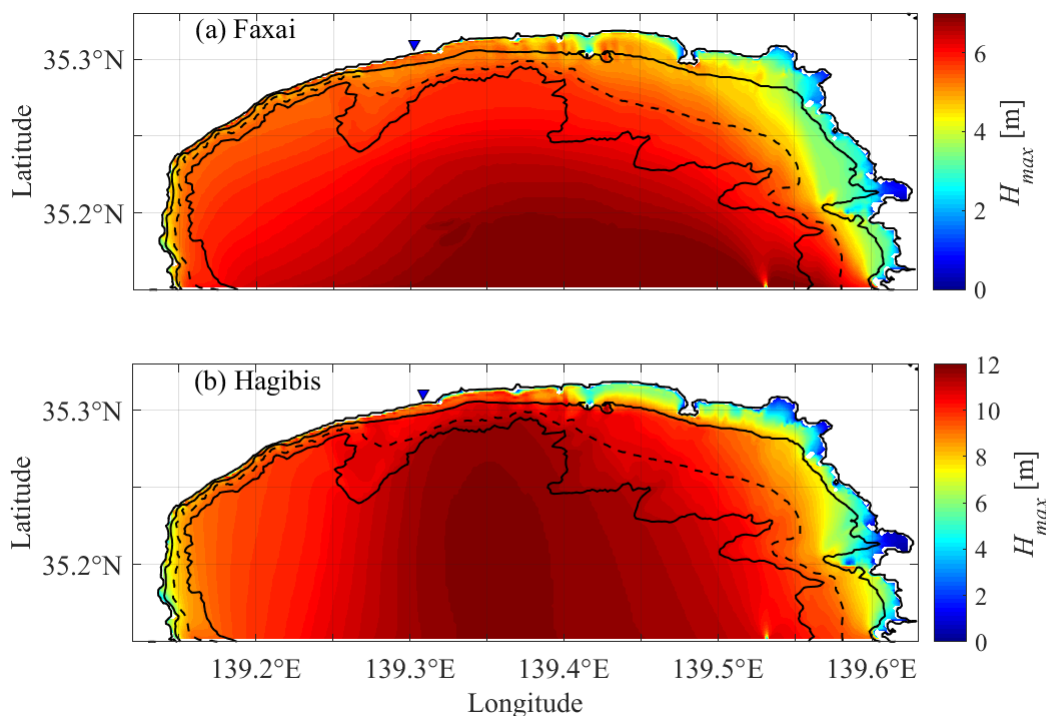 (a) Faxai
35.3°N
35.2°N
Latitude
6
4
2
0
H_max [m]
(b) Hagibis
35.3°N
35.2°N
Latitude
12
10
8
6
4
2
0
H_max [m]
139.2°E 139.3°E 139.4°E 139.5°E 139.6°E
Longitude